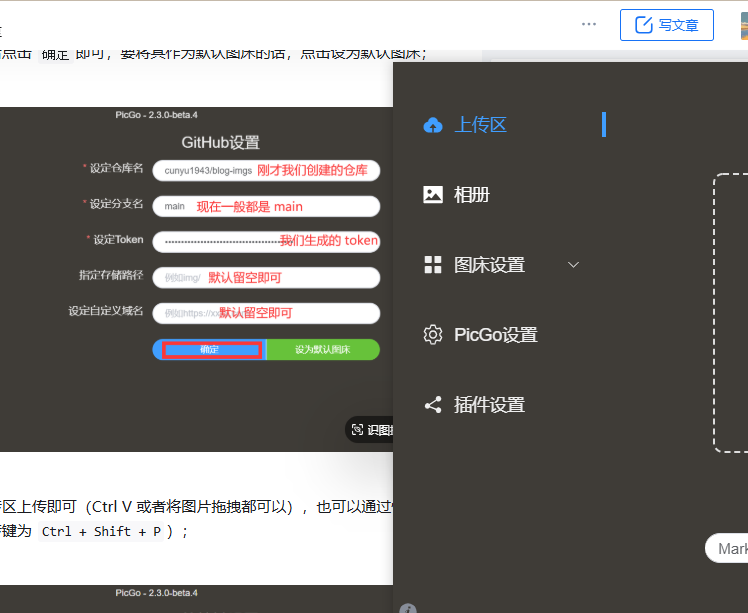 写文章
点击 确定 即可，要将其作为默认图床的话，点击设为默认图床；
PicGo - 2.3.0-beta.4
GitHub设置
* 设定仓库名 cunyu1943/blog-imgs 刚才我们创建的仓库
* 设定分支名 main 现在一般都是 main
* 设定Token 我们生成的 token
指定存储路径 例如img/ 默认留空即可
设定自定义域名 例如https://xx 默认留空即可
确定 设为默认图床
识图
区上传即可（Ctrl V 或者将图片拖拽都可以），也可以通过
键为 Ctrl + Shift + P ）；
PicGo - 2.3.0-beta.4
上传区
相册
图床设置
PicGo设置
插件设置
Mark